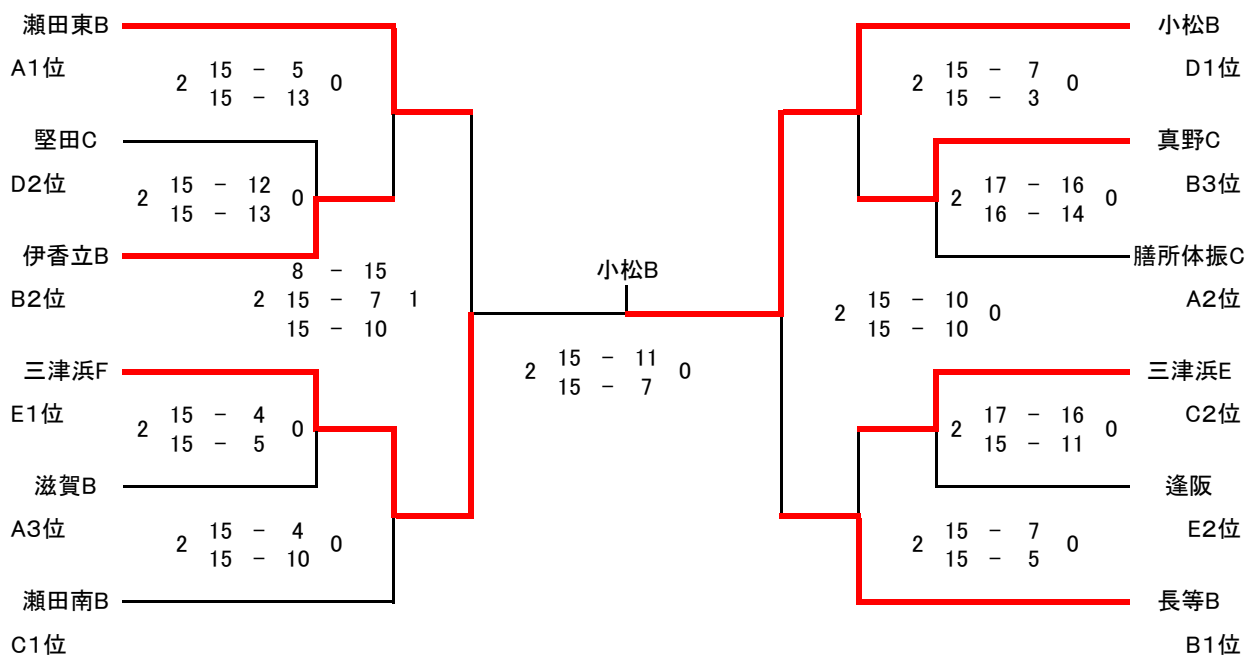 瀬田東B
小松B
A1位
D1位
2 15 - 5 0
15 - 13
2 15 - 7 0
15 - 3
堅田C
真野C
D2位
B3位
2 15 - 12 0
15 - 13
2 17 - 16 0
16 - 14
伊香立B
膳所体振C
B2位
A2位
8 - 15
2 15 - 7 1
15 - 10
小松B
2 15 - 10 0
15 - 10
三津浜F
三津浜E
2 15 - 11 0
15 - 7
E1位
C2位
2 15 - 4 0
15 - 5
2 17 - 16 0
15 - 11
滋賀B
逢阪
A3位
E2位
2 15 - 4 0
15 - 10
2 15 - 7 0
15 - 5
瀬田南B
長等B
C1位
B1位